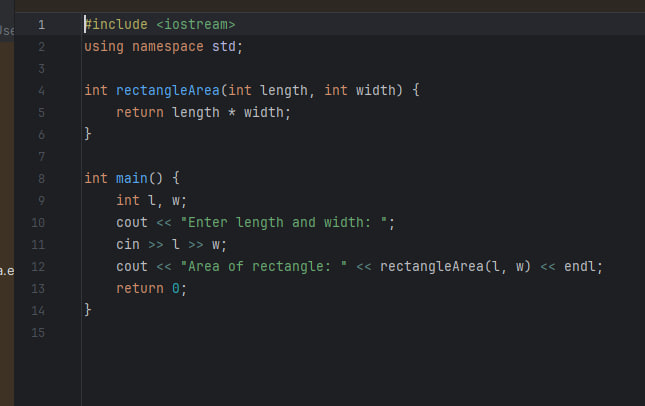 Use
a.e
1 #include <iostream>
2 using namespace std;
3
4 int rectangleArea(int length, int width) {
5     return length * width;
6 }
7
8 int main() {
9     int l, w;
10     cout << "Enter length and width: ";
11     cin >> l >> w;
12     cout << "Area of rectangle: " << rectangleArea(l, w) << endl;
13     return 0;
14 }
15